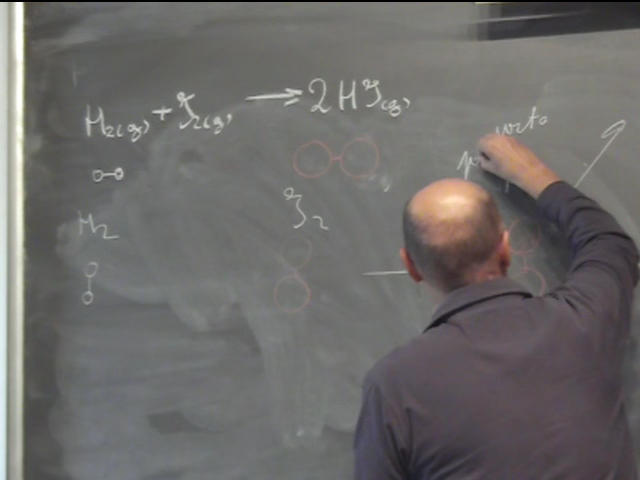 H₂(g) + I₂(g) → 2HI(g)
H₂
I₂